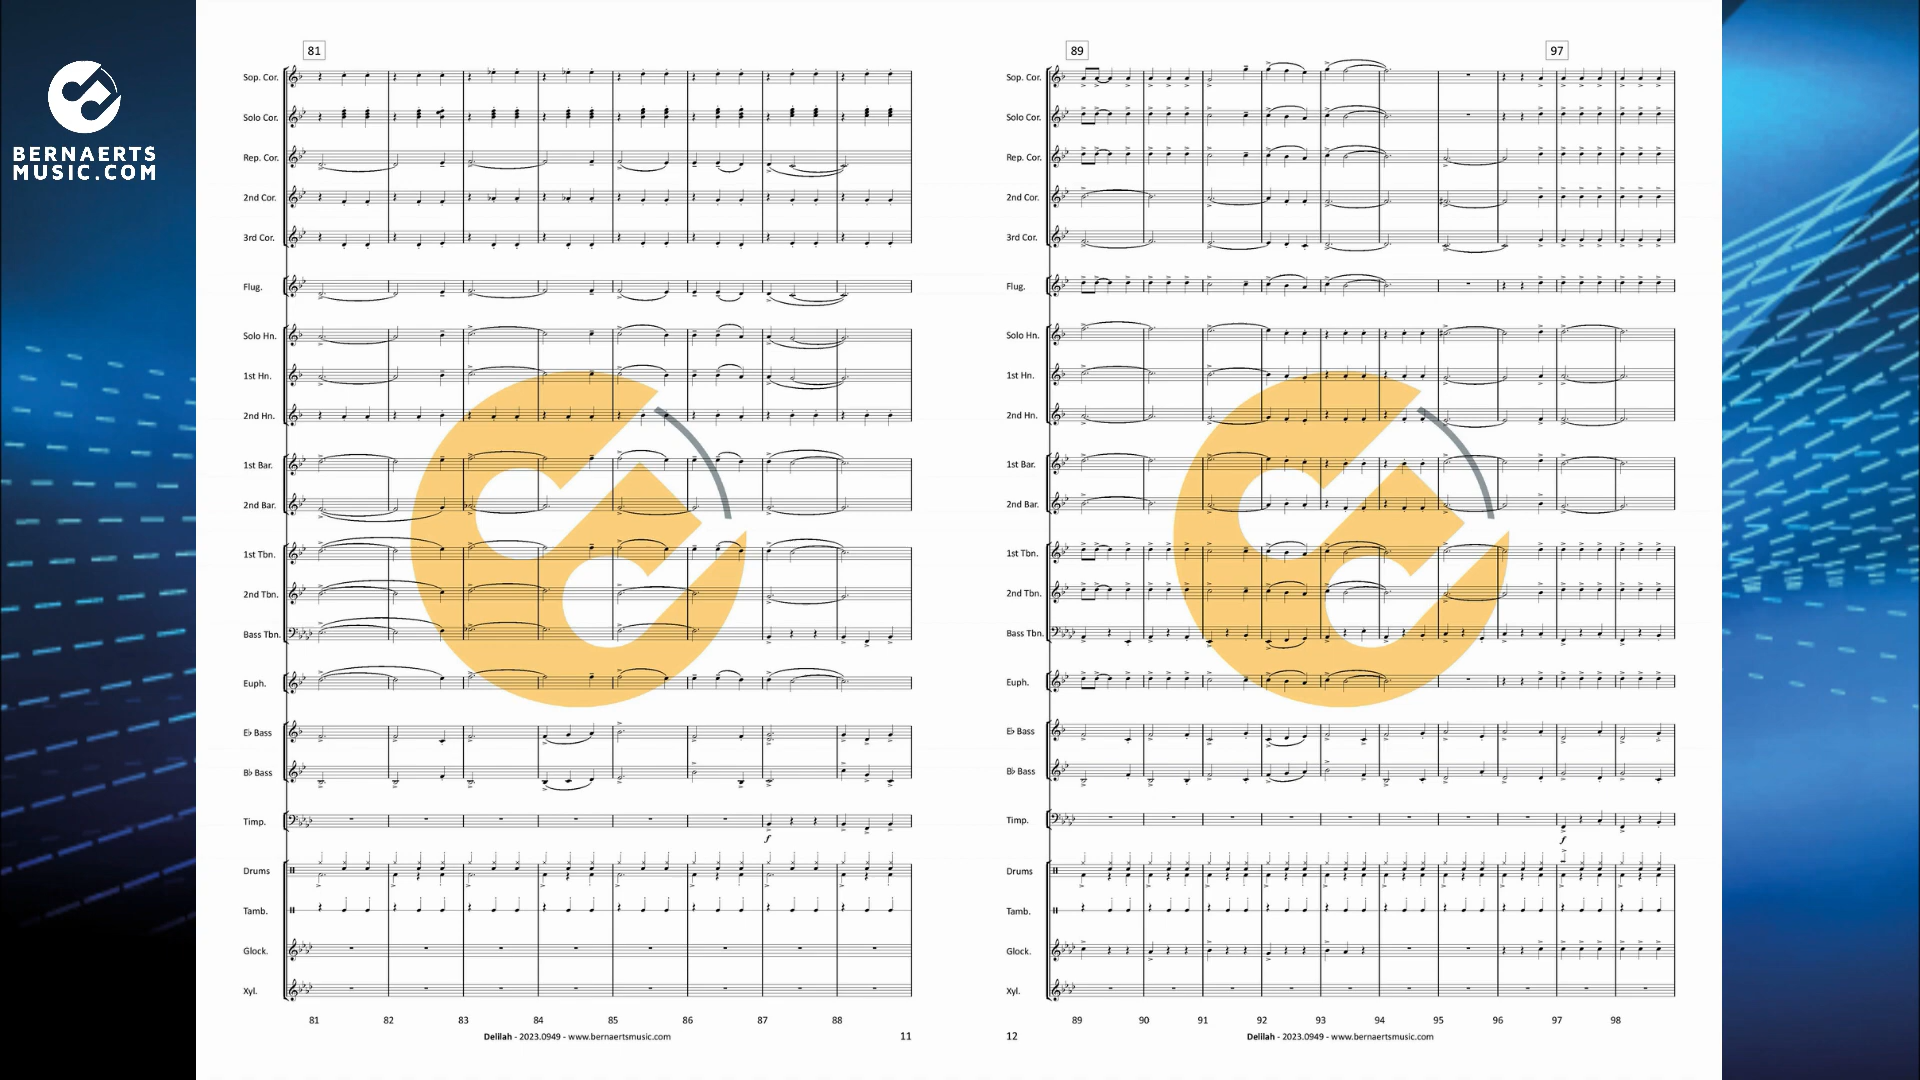 BERNAERTS
MUSIC.COM
81
Sop. Cor.
Solo Cor.
Rep. Cor.
2nd Cor.
3rd Cor.
Flug.
Solo Hn.
1st Hn.
2nd Hn.
1st Bar.
2nd Bar.
1st Tbn.
2nd Tbn.
Bass Tbn.
Euph.
E♭ Bass
B♭ Bass
Timp.
f
Drums
Tamb.
Glock.
Xyl.
81 82 83 84 85 86 87 88
Delilah - 2023.0949 - www.bernaertsmusic.com 11
89 97
Sop. Cor.
Solo Cor.
Rep. Cor.
2nd Cor.
3rd Cor.
Flug.
Solo Hn.
1st Hn.
2nd Hn.
1st Bar.
2nd Bar.
1st Tbn.
2nd Tbn.
Bass Tbn.
Euph.
E♭ Bass
B♭ Bass
Timp.
f
Drums
Tamb.
Glock.
Xyl.
89 90 91 92 93 94 95 96 97 98
12 Delilah - 2023.0949 - www.bernaertsmusic.com